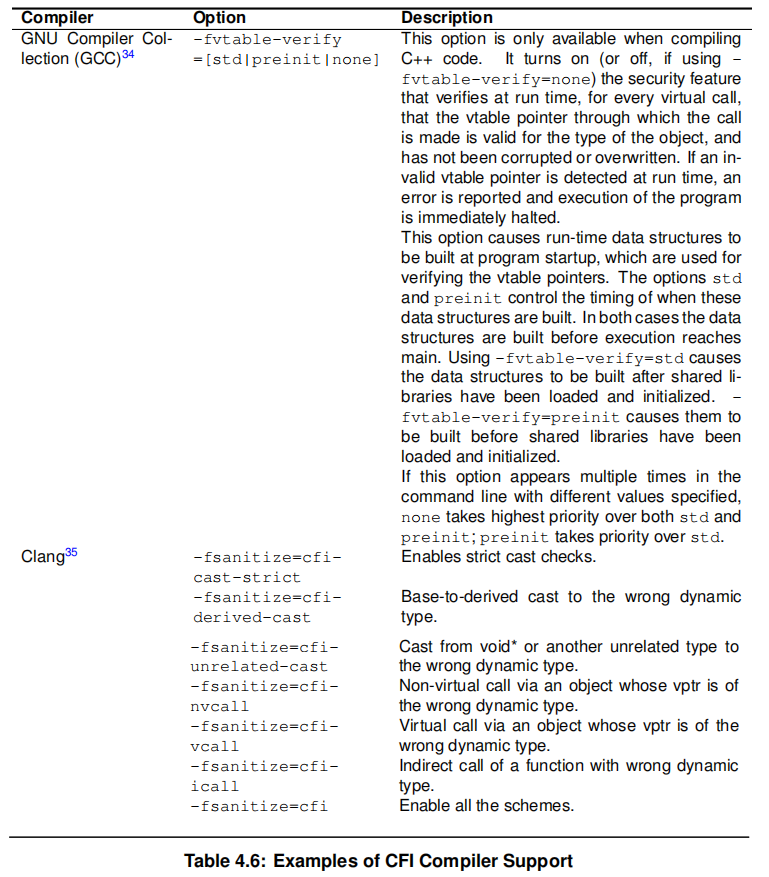 Compiler Option Description
GNU Compiler Col- -fvtable-verify This option is only available when compiling
lection (GCC)34 =[std|preinit|none] C++ code. It turns on (or off, if using -
fvtable-verify=none) the security feature
that verifies at run time, for every virtual call,
that the vtable pointer through which the call
is made is valid for the type of the object, and
has not been corrupted or overwritten. If an in-
valid vtable pointer is detected at run time, an
error is reported and execution of the program
is immediately halted.
This option causes run-time data structures to
be built at program startup, which are used for
verifying the vtable pointers. The options std
and preinit control the timing of when these
data structures are built. In both cases the data
structures are built before execution reaches
main. Using -fvtable-verify=std causes
the data structures to be built after shared li-
braries have been loaded and initialized. -
fvtable-verify=preinit causes them to
be built before shared libraries have been
loaded and initialized.
If this option appears multiple times in the
command line with different values specified,
none takes highest priority over both std and
preinit; preinit takes priority over std.
Clang35 -fsanitize=cfi- Enables strict cast checks.
cast-strict
-fsanitize=cfi- Base-to-derived cast to the wrong dynamic
derived-cast type.
-fsanitize=cfi- Cast from void* or another unrelated type to
unrelated-cast the wrong dynamic type.
-fsanitize=cfi- Non-virtual call via an object whose vptr is of
nvcall the wrong dynamic type.
-fsanitize=cfi- Virtual call via an object whose vptr is of the
vcall wrong dynamic type.
-fsanitize=cfi- Indirect call of a function with wrong dynamic
icall type.
-fsanitize=cfi Enable all the schemes.
Table 4.6: Examples of CFI Compiler Support